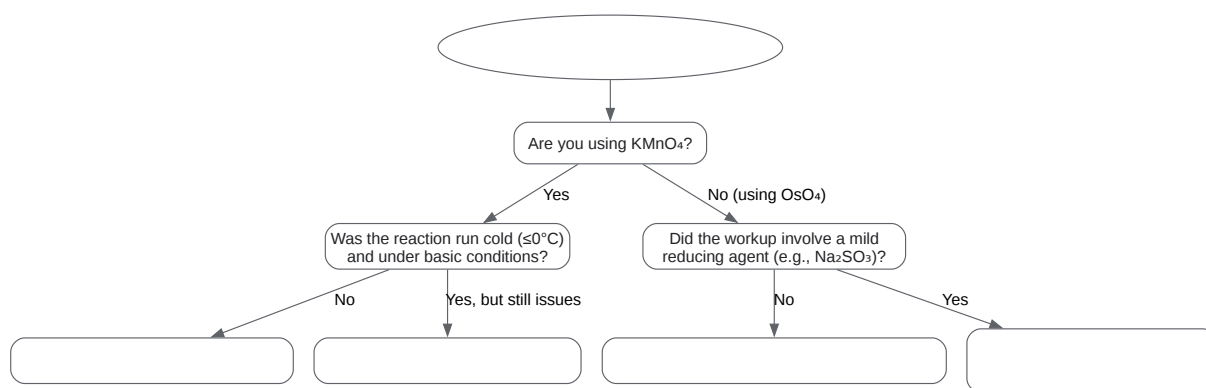 Are you using KMnO₄?
Yes
No (using OsO₄)
Was the reaction run cold (≤0°C)
and under basic conditions?
Did the workup involve a mild
reducing agent (e.g., Na₂SO₃)?
No
Yes, but still issues
No
Yes